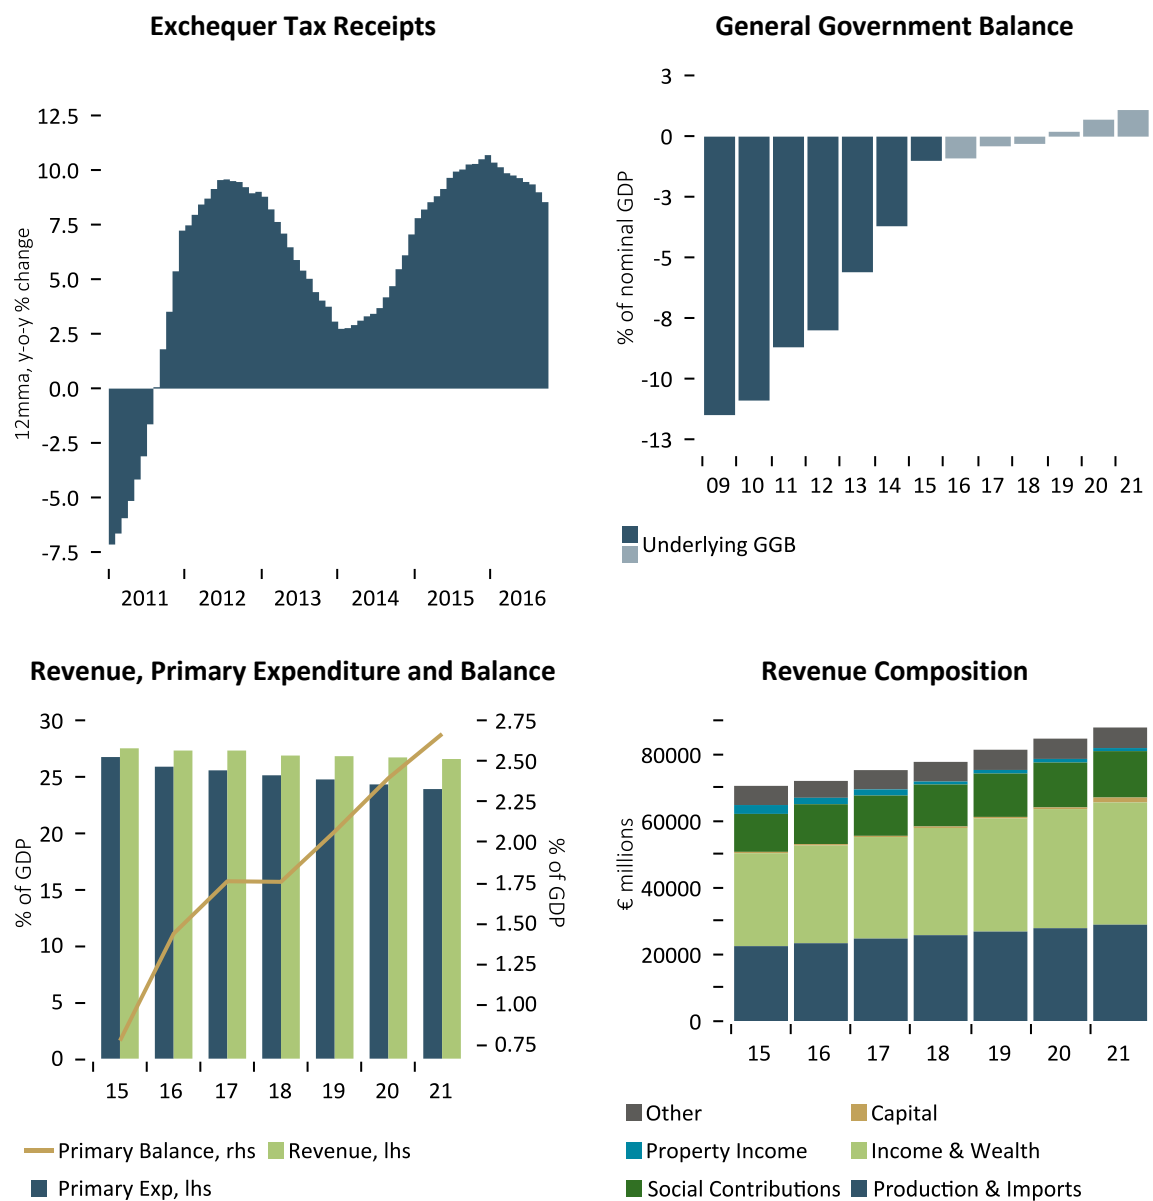 Exchequer Tax Receipts
12mma, y-o-y % change
12.5
10.0
7.5
5.0
2.5
0.0
-2.5
-5.0
-7.5
2011 2012 2013 2014 2015 2016
General Government Balance
% of nominal GDP
3
0
-3
-5
-8
-10
-13
09 10 11 12 13 14 15 16 17 18 19 20 21
Underlying GGB
Revenue, Primary Expenditure and Balance
% of GDP
30
25
20
15
10
5
0
2.75
2.50
2.25
2.00
1.75
1.50
1.25
1.00
0.75
% of GDP
15 16 17 18 19 20 21
Primary Balance, rhs Revenue, lhs
Primary Exp, lhs
Revenue Composition
€ millions
80000
60000
40000
20000
0
15 16 17 18 19 20 21
Other Capital
Property Income Income & Wealth
Social Contributions Production & Imports